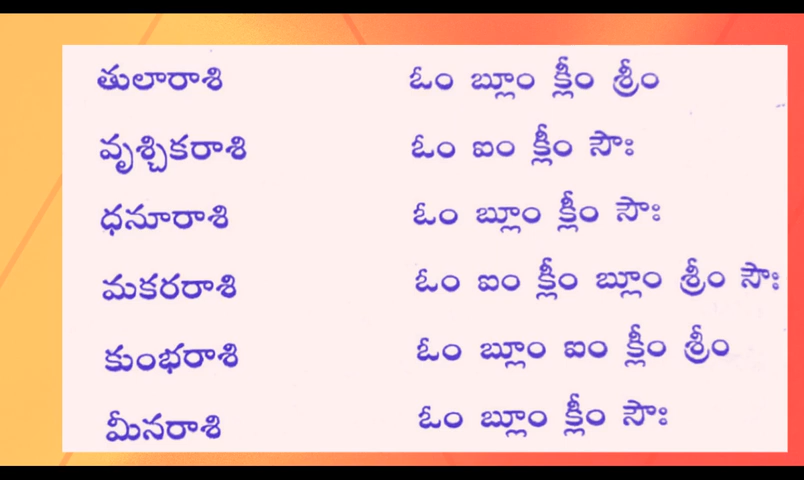 తులారాశి ఓం బ్లూం క్లీం శ్రీం
వృశ్చికరాశి ఓం ఐం క్లీం సౌః
ధనూరాశి ఓం బ్లూం క్లీం సౌః
మకరరాశి ఓం ఐం క్లీం బ్లూం శ్రీం సౌః
కుంభరాశి ఓం బ్లూం ఐం క్లీం శ్రీం
మీనరాశి ఓం బ్లూం క్లీం సౌః